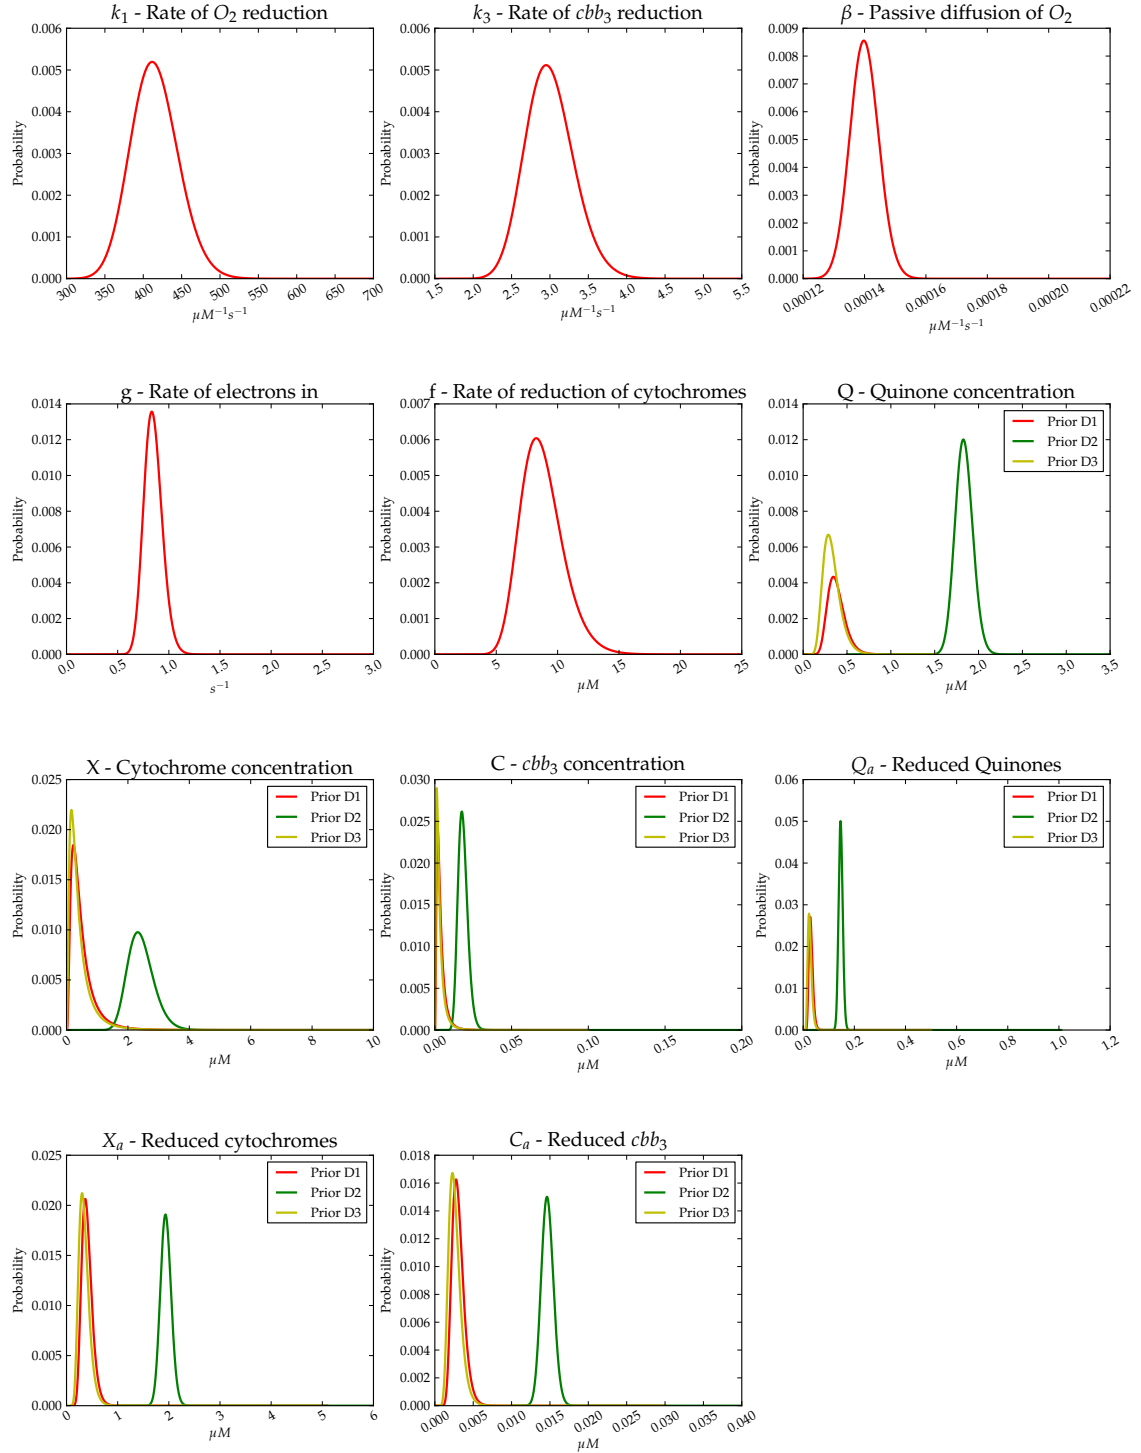 k₁ - Rate of O₂ reduction
0.006
0.005
0.004
0.003
0.002
0.001
0.000
Probability
300 350 400 450 500 550 600 650 700
μM⁻¹s⁻¹
k₃ - Rate of cbb₃ reduction
0.006
0.005
0.004
0.003
0.002
0.001
0.000
Probability
1.5 2.0 2.5 3.0 3.5 4.0 4.5 5.0 5.5
μM⁻¹s⁻¹
β - Passive diffusion of O₂
0.009
0.008
0.007
0.006
0.005
0.004
0.003
0.002
0.001
0.000
Probability
0.00012 0.00014 0.00016 0.00018 0.00020 0.00022
μM⁻¹s⁻¹
g - Rate of electrons in
0.014
0.012
0.010
0.008
0.006
0.004
0.002
0.000
Probability
0.0 0.5 1.0 1.5 2.0 2.5 3.0
s⁻¹
f - Rate of reduction of cytochromes
0.007
0.006
0.005
0.004
0.003
0.002
0.001
0.000
Probability
0 5 10 15 20 25
μM
Q - Quinone concentration
0.014
0.012
0.010
0.008
0.006
0.004
0.002
0.000
Probability
Prior D1
Prior D2
Prior D3
0.0 0.5 1.0 1.5 2.0 2.5 3.0 3.5
μM
X - Cytochrome concentration
0.025
0.020
0.015
0.010
0.005
0.000
Probability
Prior D1
Prior D2
Prior D3
0 2 4 6 8 10
μM
C - cbb₃ concentration
0.030
0.025
0.020
0.015
0.010
0.005
0.000
Probability
Prior D1
Prior D2
Prior D3
0.00 0.05 0.10 0.15 0.20
μM
Qₐ - Reduced Quinones
0.06
0.05
0.04
0.03
0.02
0.01
0.00
Probability
Prior D1
Prior D2
Prior D3
0.0 0.2 0.4 0.6 0.8 1.0 1.2
μM
Xₐ - Reduced cytochromes
0.025
0.020
0.015
0.010
0.005
0.000
Probability
Prior D1
Prior D2
Prior D3
0 1 2 3 4 5 6
μM
Cₐ - Reduced cbb₃
0.018
0.016
0.014
0.012
0.010
0.008
0.006
0.004
0.002
0.000
Probability
Prior D1
Prior D2
Prior D3
0.000 0.005 0.010 0.015 0.020 0.025 0.030 0.035 0.040
μM